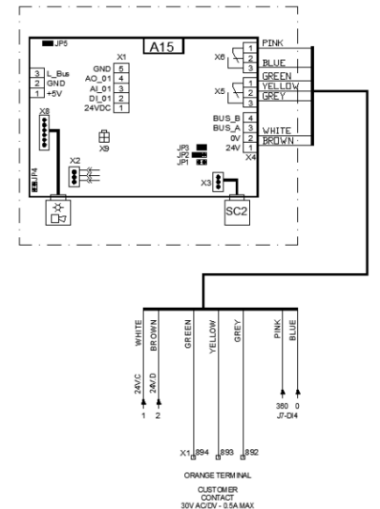 JP5
A15
PINK
X6
1
2
3
BLUE
GREEN
X5
1
2
3
YELLOW
GREY
X1
GND 5
AO_01 4
AI_01 3
DI_01 2
24VDC 1
3 L_Bus
2 GND
1 +5V
X8
X9
BUS_B 4
BUS_A 3
0V 2
24V 1
X4
WHITE
BROWN
JP3
JP2
JP1
JP4
X2
X3
SC2
WHITE
BROWN
GREEN
YELLOW
GREY
PINK
BLUE
24V.C
24V.D
1
2
360
0
J7-DI4
X1
894
893
892
ORANGE TERMINAL
CUSTOMER
CONTACT
30V AC/DV - 0.5A MAX